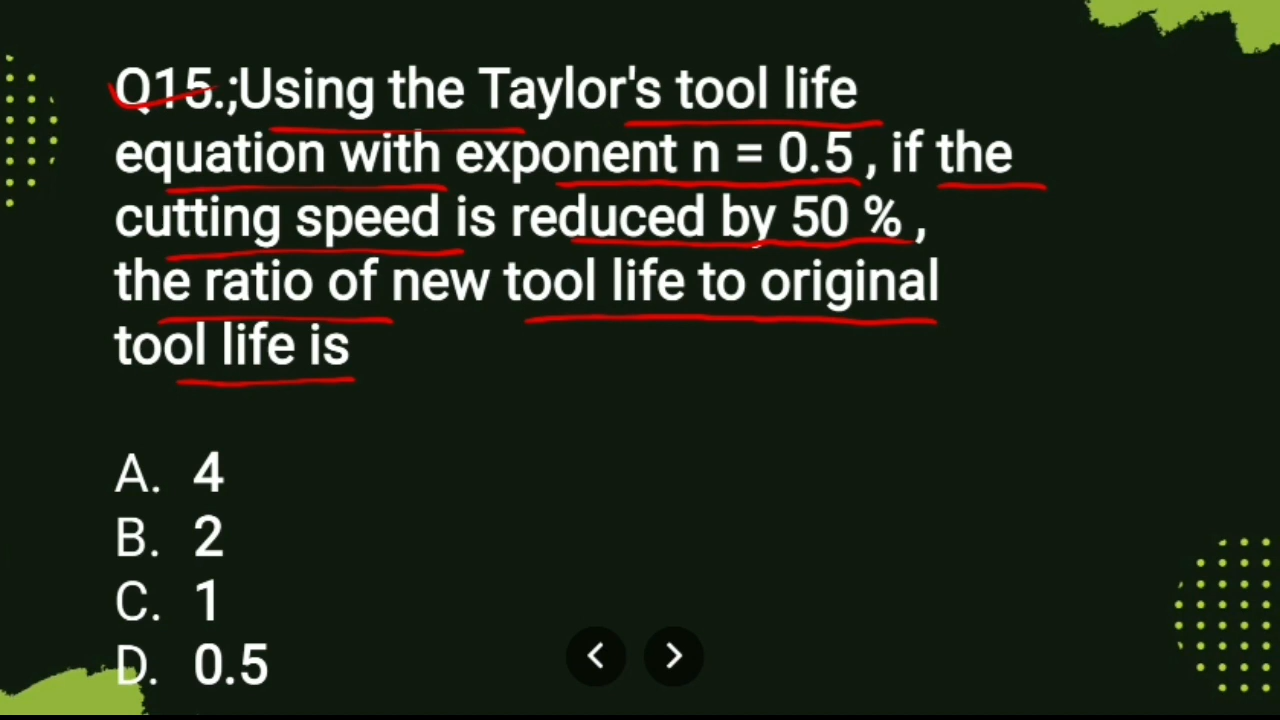 Q15.;Using the Taylor's tool life
equation with exponent n = 0.5 , if the
cutting speed is reduced by 50 % ,
the ratio of new tool life to original
tool life is
A. 4
B. 2
C. 1
D. 0.5